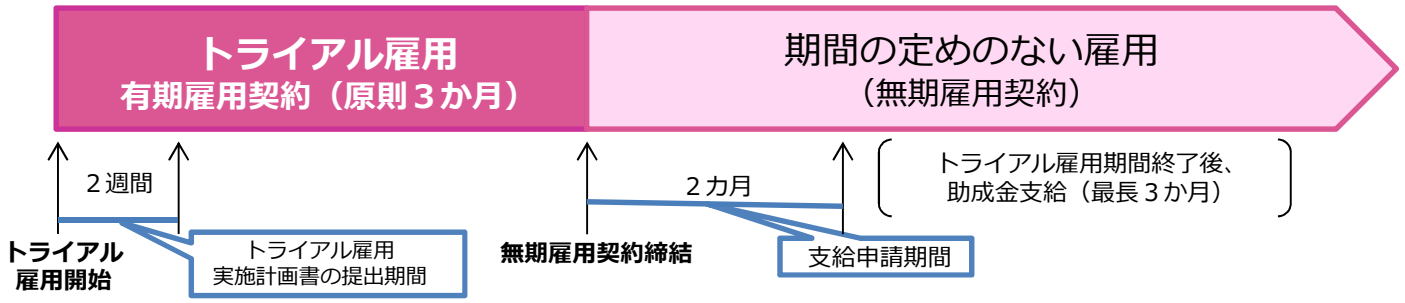 トライアル雇用
有期雇用契約（原則３か月）
期間の定めのない雇用
（無期雇用契約）
２週間
２カ月
トライアル雇用期間終了後、
助成金支給（最長３か月）
トライアル
雇用開始
トライアル雇用
実施計画書の提出期間
無期雇用契約締結
支給申請期間